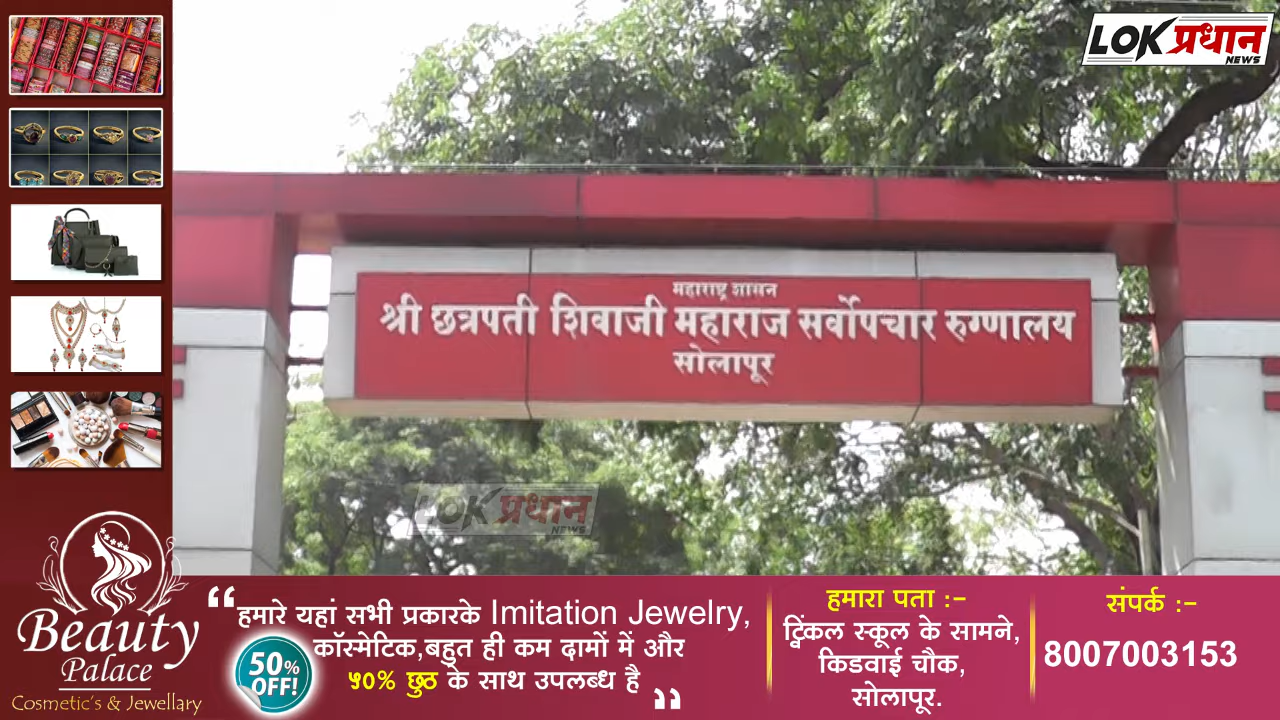 LOK प्रधान
NEWS
महाराष्ट्र शासन
श्री छत्रपती शिवाजी महाराज सर्वोपचार रुग्णालय
सोलापूर
LOK प्रधान
NEWS
Beauty
Palace
Cosmetic's & Jewellary
“हमारे यहां सभी प्रकारके Imitation Jewelry,
कॉस्मेटिक,बहुत ही कम दामों में और
५०% छुठ के साथ उपलब्ध है”
50%
OFF!
हमारा पता :-
ट्विंकल स्कूल के सामने,
किडवाई चौक,
सोलापूर.
संपर्क :-
8007003153